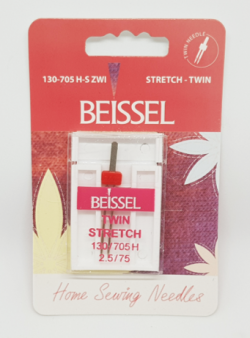 TWIN NEEDLE
130-705 H-S ZWI
STRETCH - TWIN
BEISSEL
BEISSEL
TWIN
STRETCH
130/705 H
2.5/75
Home Sewing Needles